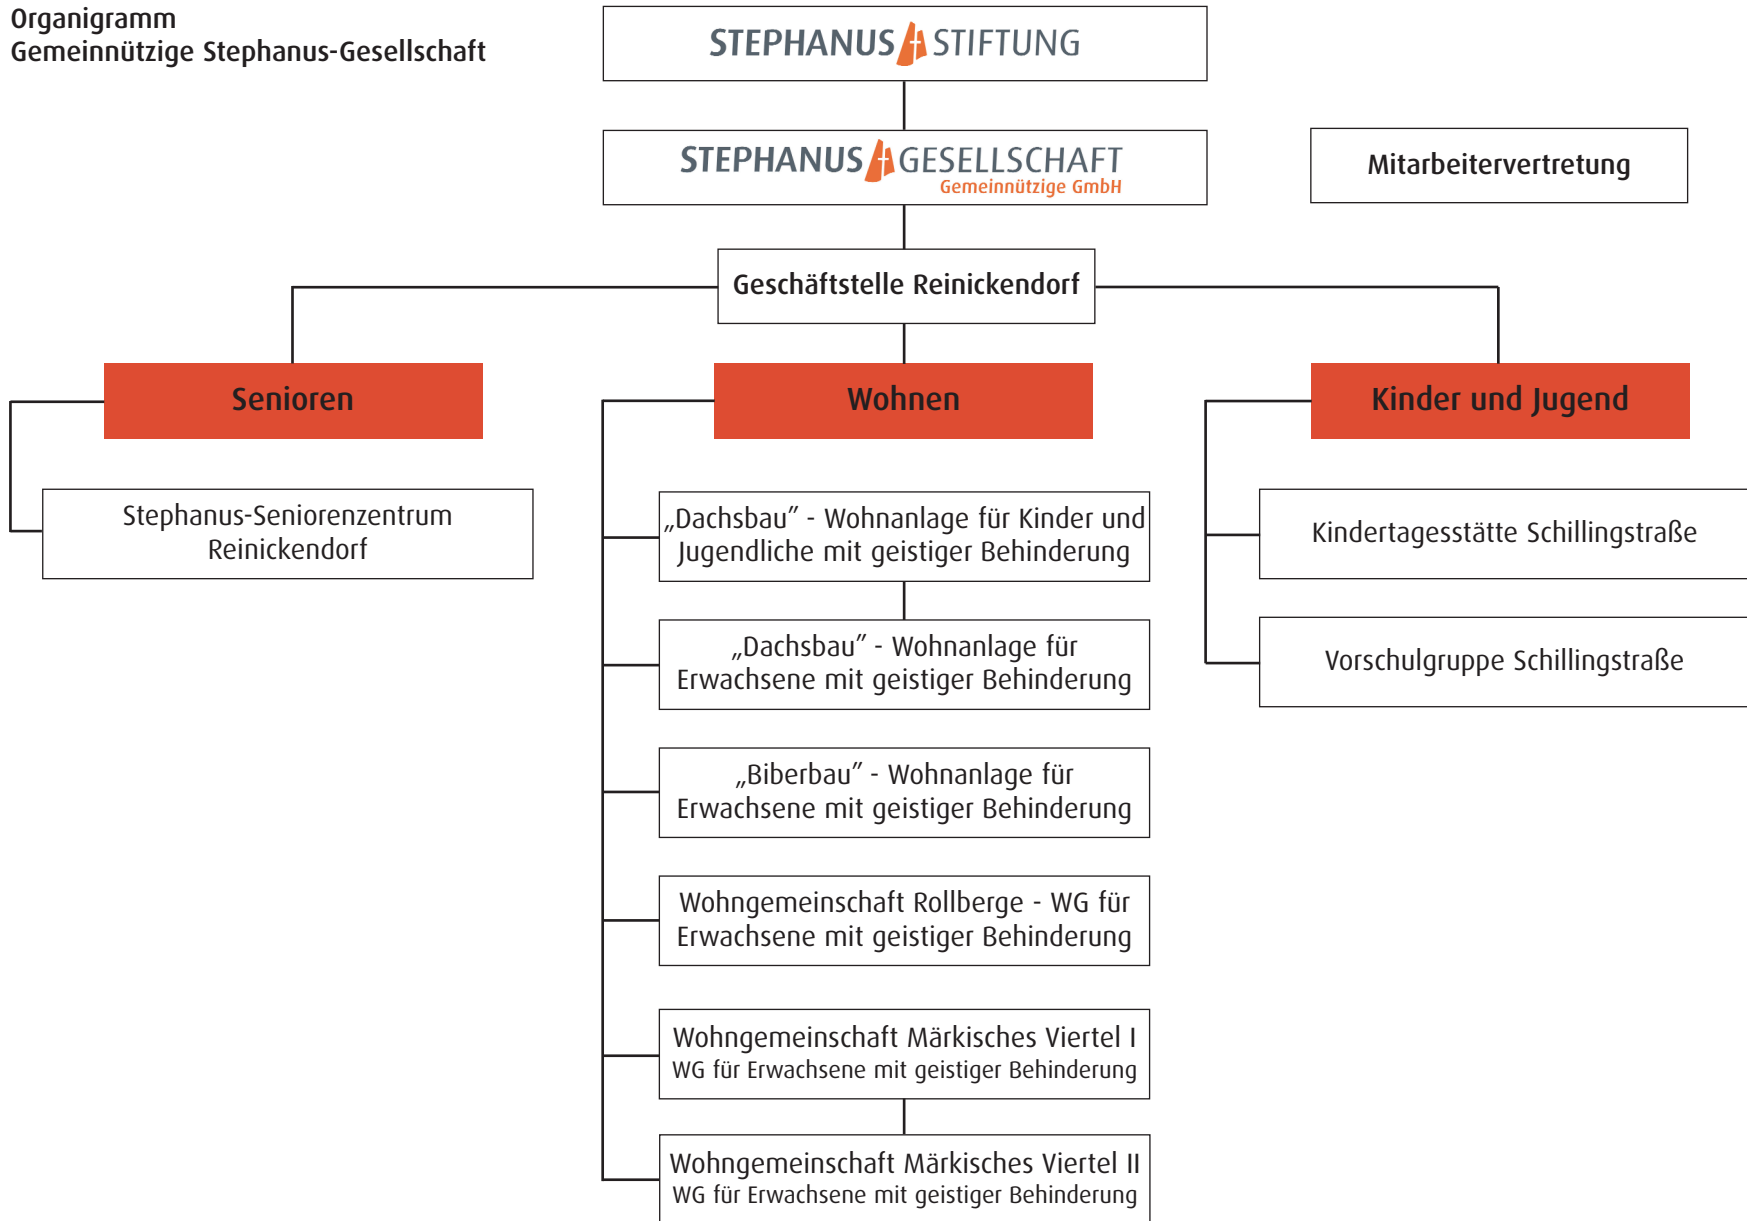 Organigramm
Gemeinnützige Stephanus-Gesellschaft
STEPHANUS STIFTUNG
STEPHANUS GESELLSCHAFT
Gemeinnützige GmbH
Mitarbeitervertretung
Geschäftstelle Reinickendorf
Senioren
Wohnen
Kinder und Jugend
Stephanus-Seniorenzentrum
Reinickendorf
„Dachsbau” - Wohnanlage für Kinder und
Jugendliche mit geistiger Behinderung
„Dachsbau” - Wohnanlage für
Erwachsene mit geistiger Behinderung
„Biberbau” - Wohnanlage für
Erwachsene mit geistiger Behinderung
Wohngemeinschaft Rollberge - WG für
Erwachsene mit geistiger Behinderung
Wohngemeinschaft Märkisches Viertel I
WG für Erwachsene mit geistiger Behinderung
Wohngemeinschaft Märkisches Viertel II
WG für Erwachsene mit geistiger Behinderung
Kindertagesstätte Schillingstraße
Vorschulgruppe Schillingstraße